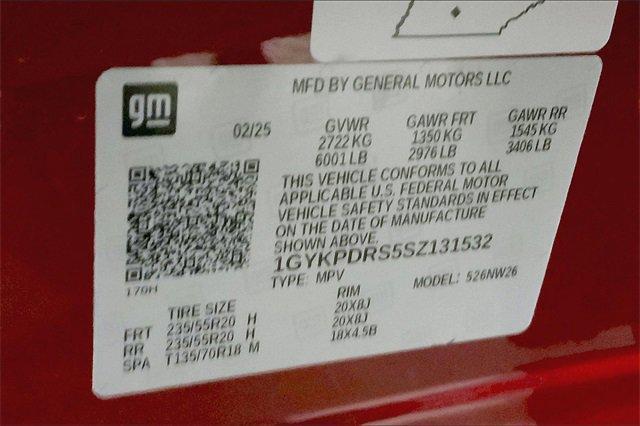 gm
MFD BY GENERAL MOTORS LLC
02/25 GVWR GAWR FRT GAWR RR
2722 KG 1350 KG 1545 KG
6001 LB 2976 LB 3406 LB
THIS VEHICLE CONFORMS TO ALL
APPLICABLE U.S. FEDERAL MOTOR
VEHICLE SAFETY STANDARDS IN EFFECT
ON THE DATE OF MANUFACTURE
SHOWN ABOVE.
1GYKPDRS5SZ131532
TYPE: MPV MODEL: 526NW26
179H
TIRE SIZE RIM
FRT 235/55R20 H 20X8J
RR 235/55R20 H 20X8J
SPA T135/70R18 M 18X4.5B